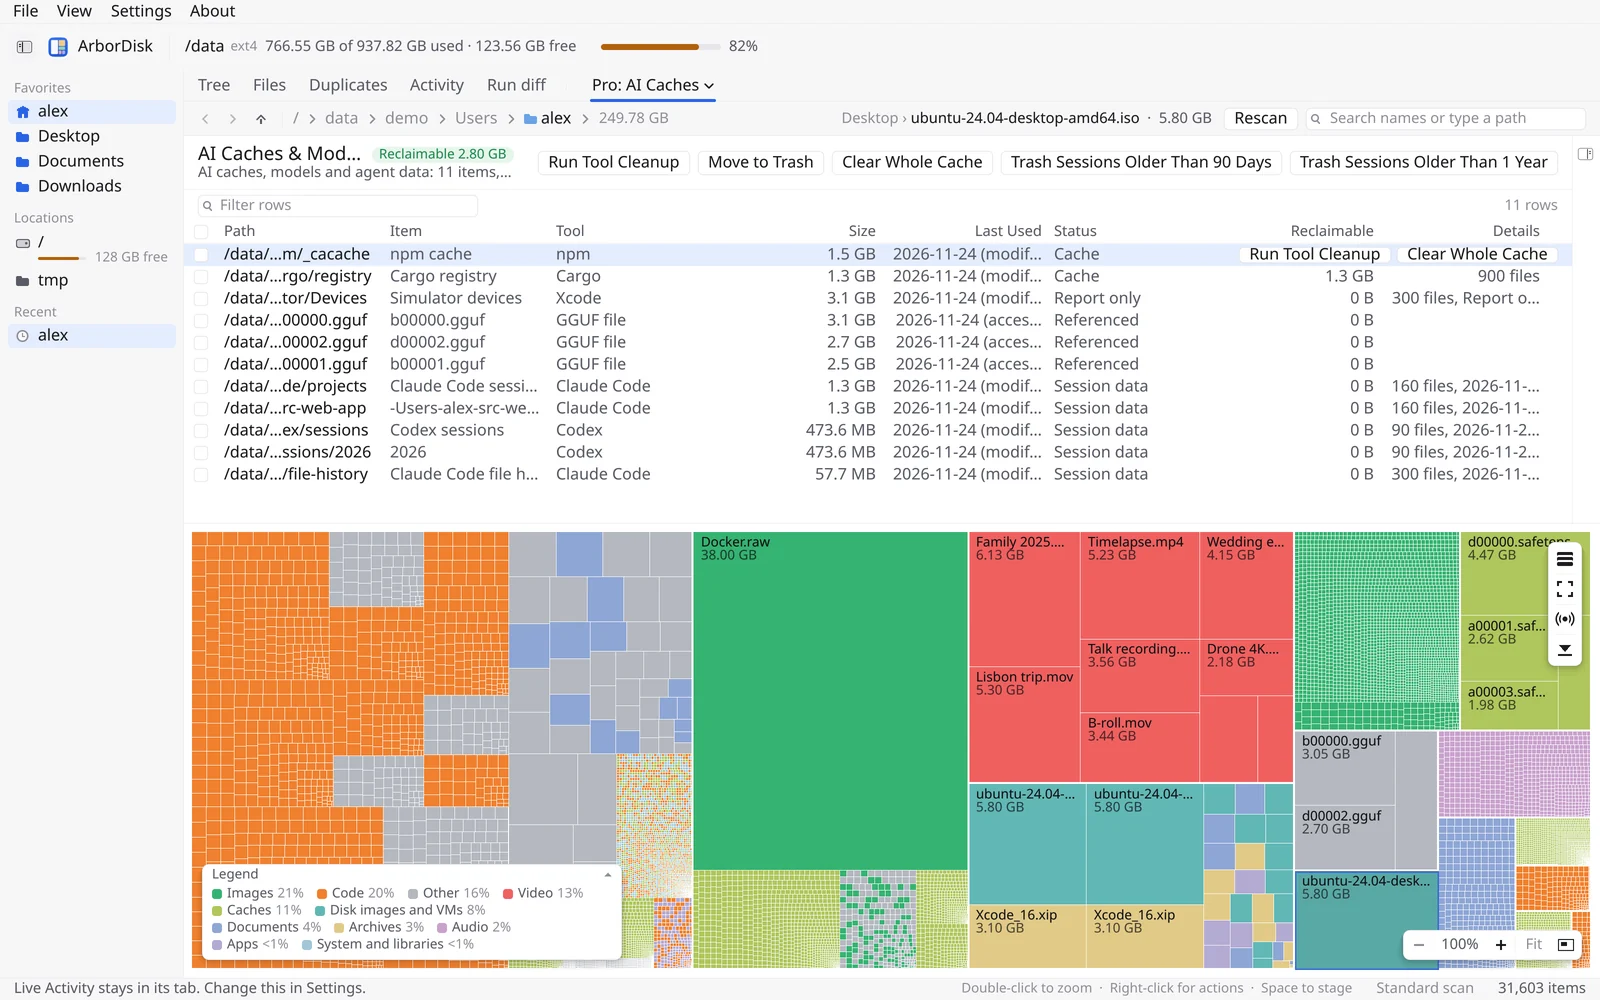 File View Settings About
ArborDisk /data ext4 766.55 GB of 937.82 GB used · 123.56 GB free 82%
Favorites
alex
Desktop
Documents
Downloads
Locations
/
128 GB free
tmp
Recent
alex
Tree Files Duplicates Activity Run diff Pro: AI Caches
/ data demo Users alex 249.78 GB
Desktop › ubuntu-24.04-desktop-amd64.iso · 5.80 GB Rescan Search names or type a path
AI Caches & Mod... Reclaimable 2.80 GB
AI caches, models and agent data: 11 items,...
Run Tool Cleanup Move to Trash Clear Whole Cache Trash Sessions Older Than 90 Days Trash Sessions Older Than 1 Year
Filter rows 11 rows
Path Item Tool Size Last Used Status Reclaimable Details
/data/...m/_cacache npm cache npm 1.5 GB 2026-11-24 (modif... Cache Run Tool Cleanup Clear Whole Cache
/data/...rgo/registry Cargo registry Cargo 1.3 GB 2026-11-24 (modif... Cache 1.3 GB 900 files
/data/...tor/Devices Simulator devices Xcode 3.1 GB 2026-11-24 (modif... Report only 0 B 300 files, Report o...
/data/...00000.gguf b00000.gguf GGUF file 3.1 GB 2026-11-24 (acces... Referenced 0 B
/data/...00002.gguf d00002.gguf GGUF file 2.7 GB 2026-11-24 (acces... Referenced 0 B
/data/...00001.gguf b00001.gguf GGUF file 2.5 GB 2026-11-24 (acces... Referenced 0 B
/data/...de/projects Claude Code sessi... Claude Code 1.3 GB 2026-11-24 (modif... Session data 0 B 160 files, 2026-11-...
/data/...rc-web-app -Users-alex-src-we... Claude Code 1.3 GB 2026-11-24 (modif... Session data 0 B 160 files, 2026-11-...
/data/...ex/sessions Codex sessions Codex 473.6 MB 2026-11-24 (modif... Session data 0 B 90 files, 2026-11-2...
/data/...ssions/2026 2026 Codex 473.6 MB 2026-11-24 (modif... Session data 0 B 90 files, 2026-11-2...
/data/.../file-history Claude Code file h... Claude Code 57.7 MB 2026-11-24 (modif... Session data 0 B 300 files, 2026-11-...
Docker.raw
38.00 GB
Family 2025....
6.13 GB
Timelapse.mp4
5.23 GB
Wedding e...
4.15 GB
Lisbon trip.mov
5.30 GB
Talk recording....
3.56 GB
Drone 4K....
2.18 GB
B-roll.mov
3.44 GB
ubuntu-24.04-...
5.80 GB
ubuntu-24.04-...
5.80 GB
Xcode_16.xip
3.10 GB
Xcode_16.xip
3.10 GB
d00000.safetens
4.47 GB
a00001.saf...
2.62 GB
a00003.saf...
1.98 GB
b00000.gguf
3.05 GB
d00002.gguf
2.70 GB
ubuntu-24.04-desk...
5.80 GB
Legend
Images 21% Code 20% Other 16% Video 13%
Caches 11% Disk images and VMs 8%
Documents 4% Archives 3% Audio 2%
Apps <1% System and libraries <1%
− 100% + Fit
Live Activity stays in its tab. Change this in Settings.
Double-click to zoom · Right-click for actions · Space to stage Standard scan 31,603 items